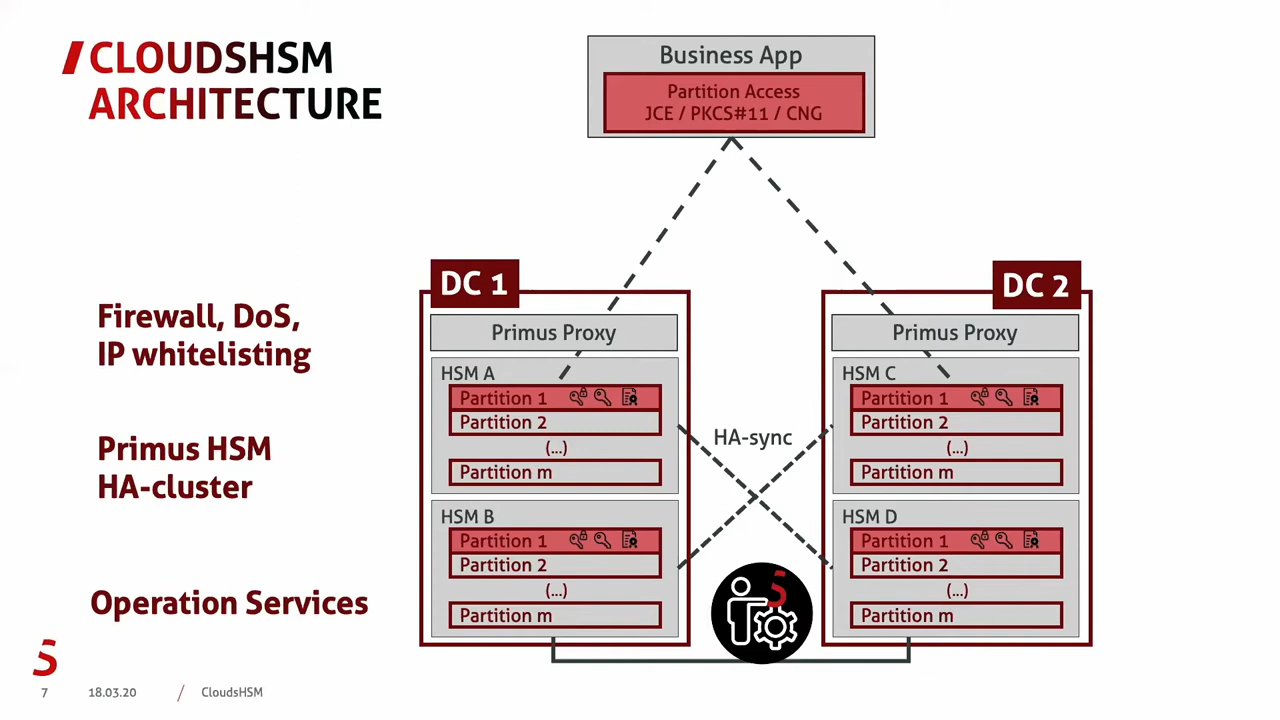 CLOUDSHSM
ARCHITECTURE
Business App
Partition Access
JCE / PKCS#11 / CNG
Firewall, DoS,
IP whitelisting
Primus HSM
HA-cluster
Operation Services
DC 1
Primus Proxy
HSM A
Partition 1
Partition 2
(...)
Partition m
HSM B
Partition 1
Partition 2
(...)
Partition m
HA-sync
DC 2
Primus Proxy
HSM C
Partition 1
Partition 2
(...)
Partition m
HSM D
Partition 1
Partition 2
(...)
Partition m
7 18.03.20 / CloudsHSM